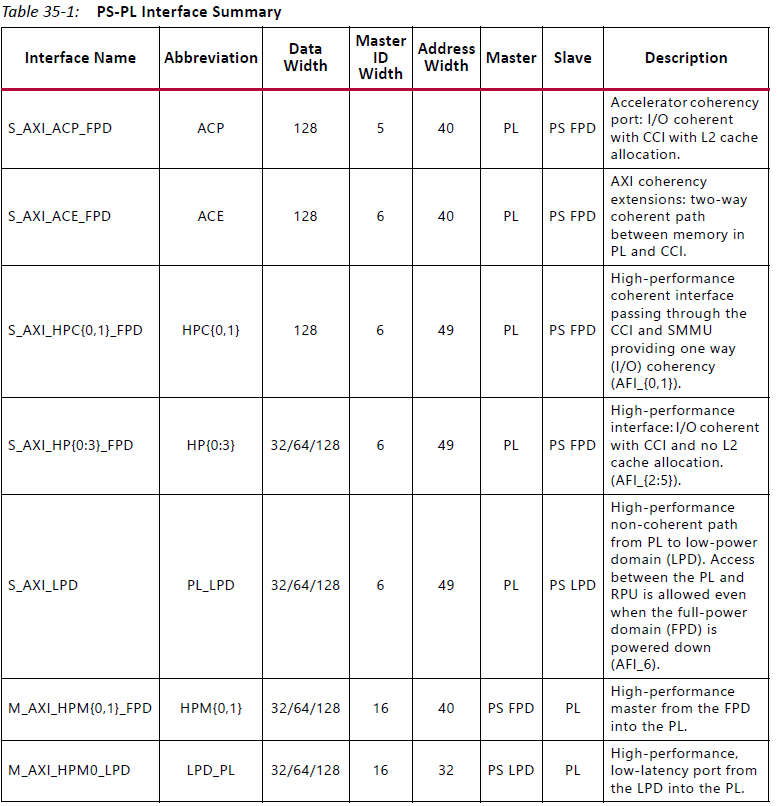 Table 35-1: PS-PL Interface Summary
Interface Name Abbreviation Data Width Master ID Width Address Width Master Slave Description
S_AXI_ACP_FPD ACP 128 5 40 PL PS FPD Accelerator coherency
port: I/O coherent
with CCI with L2 cache
allocation.
S_AXI_ACE_FPD ACE 128 6 40 PL PS FPD AXI coherency
extensions: two-way
coherent path
between memory in
PL and CCI.
S_AXI_HPC{0,1}_FPD HPC{0,1} 128 6 49 PL PS FPD High-performance
coherent interface
passing through the
CCI and SMMU
providing one way
(I/O) coherency
(AFI_{0,1}).
S_AXI_HP{0:3}_FPD HP{0:3} 32/64/128 6 49 PL PS FPD High-performance
interface: I/O coherent
with CCI and no L2
cache allocation.
(AFI_{2:5}).
S_AXI_LPD PL_LPD 32/64/128 6 49 PL PS LPD High-performance
non-coherent path
from PL to low-power
domain (LPD). Access
between the PL and
RPU is allowed even
when the full-power
domain (FPD) is
powered down
(AFI_6).
M_AXI_HPM{0,1}_FPD HPM{0,1} 32/64/128 16 40 PS FPD PL High-performance
master from the FPD
into the PL.
M_AXI_HPM0_LPD LPD_PL 32/64/128 16 32 PS LPD PL High-performance,
low-latency port from
the LPD into the PL.